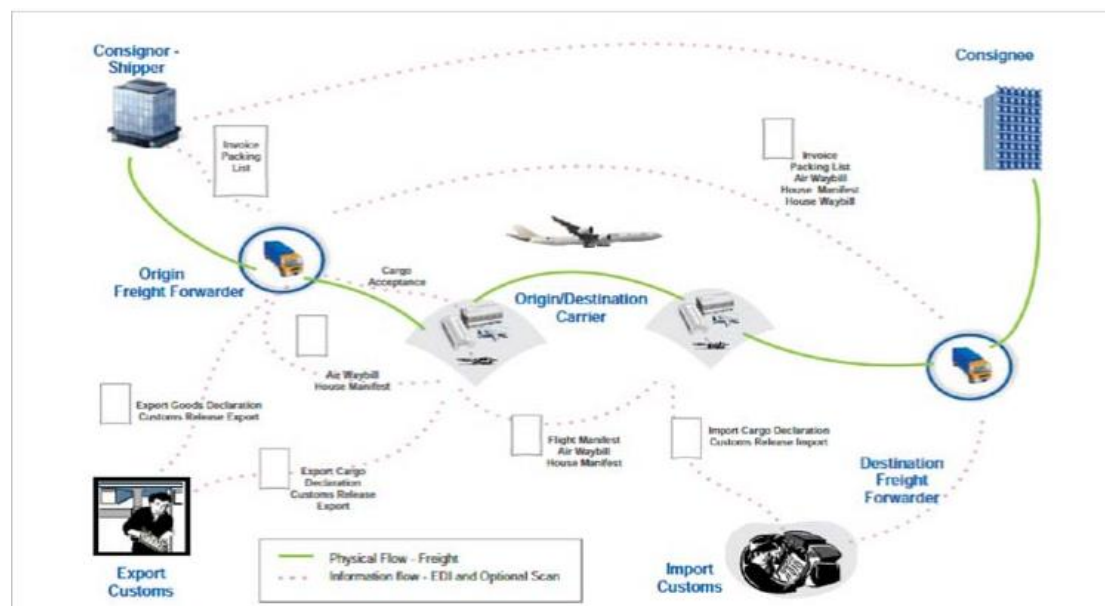 Consignor -
Shipper
Consignee
Invoice
Packing
List
Invoice
Packing List
Air Waybill
House Manifest
House Waybill
Origin
Freight Forwarder
Cargo
Acceptance
Origin/Destination
Carrier
Air Waybill
House Manifest
Export Goods Declaration
Customs Release Export
Flight Manifest
Air Waybill
House Manifest
Import Cargo Declaration
Customs Release Import
Export Cargo
Declaration
Customs Release
Export
Destination
Freight
Forwarder
Export
Customs
Physical Flow - Freight
Information flow - EDI and Optional Scan
Import
Customs